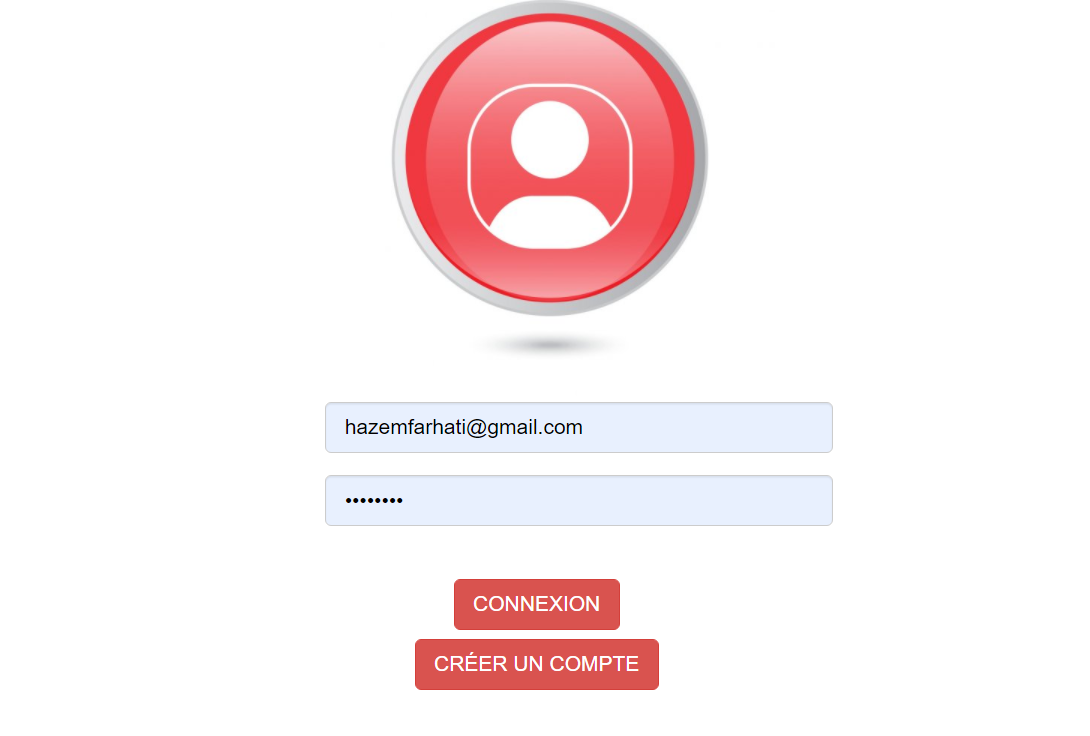 hazemfarhati@gmail.com
••••••••
CONNEXION
CRÉER UN COMPTE